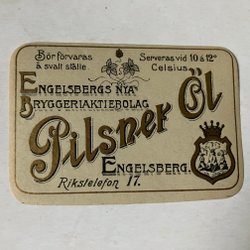 Bör förvaras
å svalt ställe
Serveras vid 10 à 12°
Celsius
ENGELSBERGS NYA
BRYGGERIAKTIEBOLAG
Pilsner Öl
ENGELSBERG.
Rikstelefon 17.